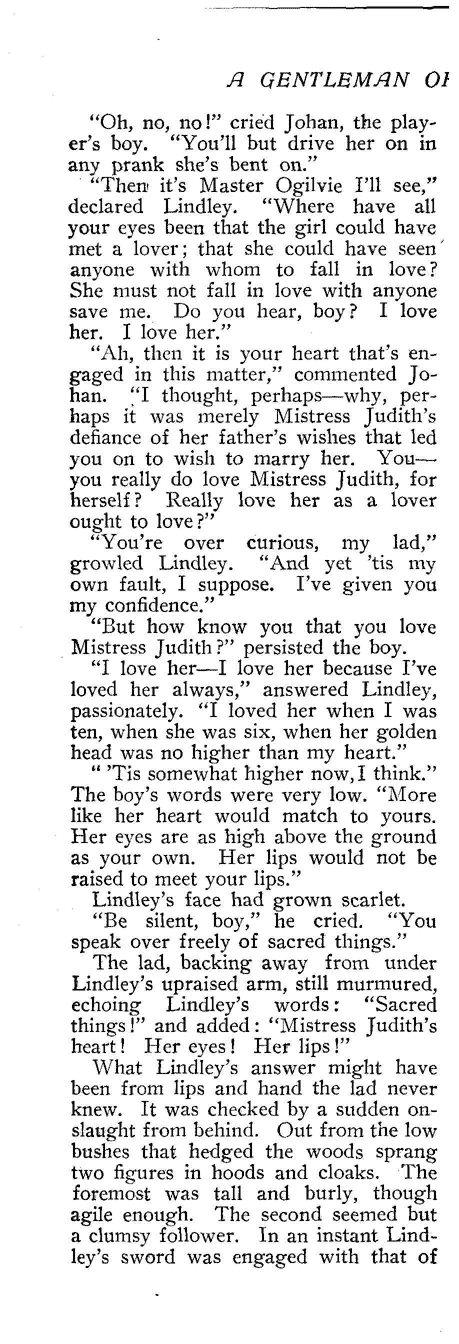 A GENTLEMAN OF
"Oh, no, no!" cried Johan, the play-
er's boy. "You'll but drive her on in
any prank she's bent on."
"Then it's Master Ogilvie I'll see,"
declared Lindley. "Where have all
your eyes been that the girl could have
met a lover; that she could have seen
anyone with whom to fall in love?
She must not fall in love with anyone
save me. Do you hear, boy? I love
her. I love her."
"Ah, then it is your heart that's en-
gaged in this matter," commented Jo-
han. "I thought, perhaps—why, per-
haps it was merely Mistress Judith's
defiance of her father's wishes that led
you on to wish to marry her. You—
you really do love Mistress Judith, for
herself? Really love her as a lover
ought to love?"
"You're over curious, my lad,"
growled Lindley. "And yet 'tis my
own fault, I suppose. I've given you
my confidence."
"But how know you that you love
Mistress Judith?" persisted the boy.
"I love her—I love her because I've
loved her always," answered Lindley,
passionately. "I loved her when I was
ten, when she was six, when her golden
head was no higher than my heart."
" 'Tis somewhat higher now, I think."
The boy's words were very low. "More
like her heart would match to yours.
Her eyes are as high above the ground
as your own. Her lips would not be
raised to meet your lips."
Lindley's face had grown scarlet.
"Be silent, boy," he cried. "You
speak over freely of sacred things."
The lad, backing away from under
Lindley's upraised arm, still murmured,
echoing Lindley's words: "Sacred
things!" and added: "Mistress Judith's
heart! Her eyes! Her lips!"
What Lindley's answer might have
been from lips and hand the lad never
knew. It was checked by a sudden on-
slaught from behind. Out from the low
bushes that hedged the woods sprang
two figures in hoods and cloaks. The
foremost was tall and burly, though
agile enough. The second seemed but
a clumsy follower. In an instant Lind-
ley's sword was engaged with that of